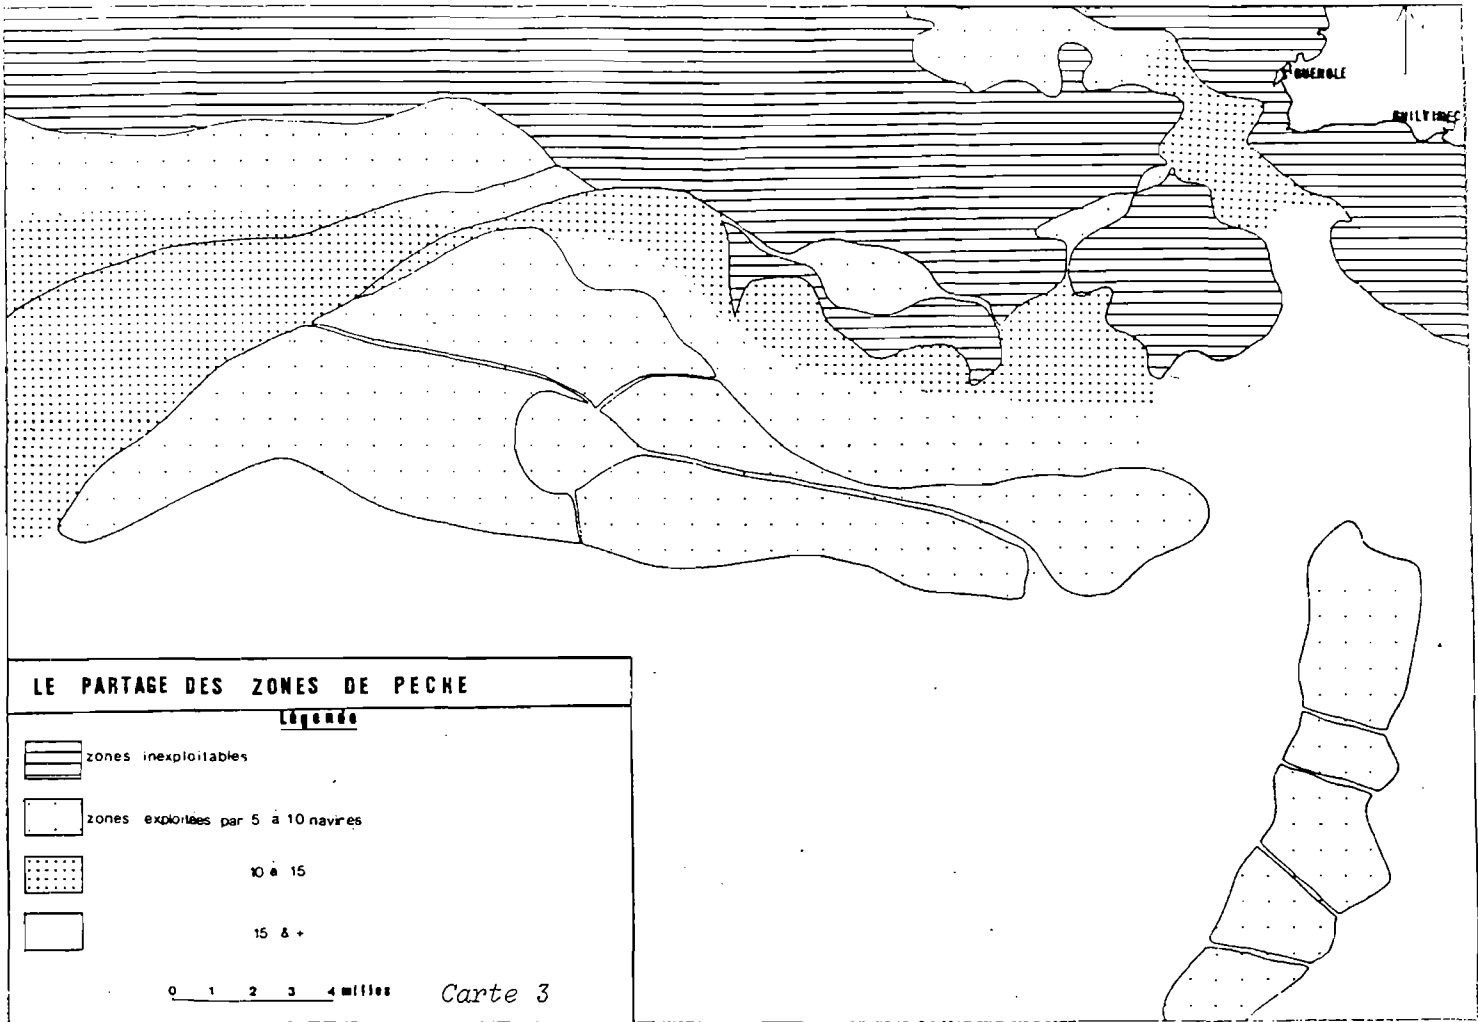 GUENOLE
GUILVINEC
LE PARTAGE DES ZONES DE PECHE
Légende
zones inexploitables
zones exploitées par 5 à 10 navires
10 à 15
15 & +
0 1 2 3 4 milles
Carte 3